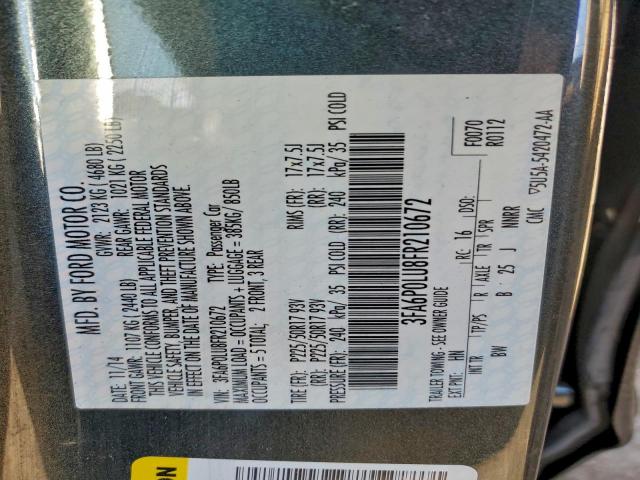 MFD. BY FORD MOTOR CO.
DATE: 11/14 GVWR: 2123 KG ( 4680 LB)
FRONT GAWR: 1107 KG ( 2440 LB) REAR GAWR: 1021 KG ( 2250 LB)
THIS VEHICLE CONFORMS TO ALL APPLICABLE FEDERAL MOTOR
VEHICLE SAFETY, BUMPER, AND THEFT PREVENTION STANDARDS
IN EFFECT ON THE DATE OF MANUFACTURE SHOWN ABOVE.
VIN: 3FA6P0LU8FR210672 TYPE: Passenger Car
MAXIMUM LOAD = OCCUPANTS + LUGGAGE = 385KG/ 850LB
OCCUPANTS = 5 TOTAL: 2 FRONT, 3 REAR
TIRE (FR): P225/50R17 93V RIMS (FR): 17x7.5J
(RR): P225/50R17 93V (RR): 17x7.5J
PRESSURE (FR): 240 kPa/ 35 PSI COLD (RR): 240 kPa/ 35 PSI COLD
3FA6P0LU8FR210672
TRAILER TOWING - SEE OWNER GUIDE F0070
EXT PNT: HN RC: 16 DSO: R0112
INT TR TP/PS R AXLE TR SPR
BW B 25 J NNRR
CNC 5U5A-5420472-AA
ON